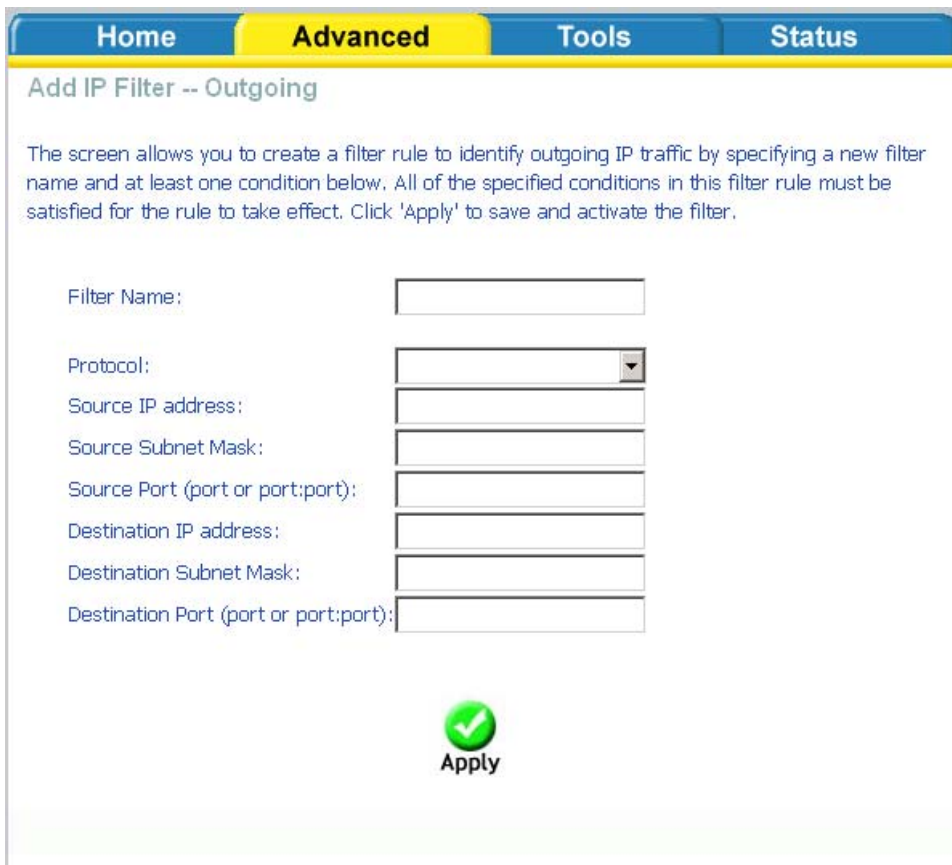 Home Advanced Tools Status
Add IP Filter -- Outgoing
The screen allows you to create a filter rule to identify outgoing IP traffic by specifying a new filter
name and at least one condition below. All of the specified conditions in this filter rule must be
satisfied for the rule to take effect. Click 'Apply' to save and activate the filter.
Filter Name:
Protocol:
Source IP address:
Source Subnet Mask:
Source Port (port or port:port):
Destination IP address:
Destination Subnet Mask:
Destination Port (port or port:port):
Apply